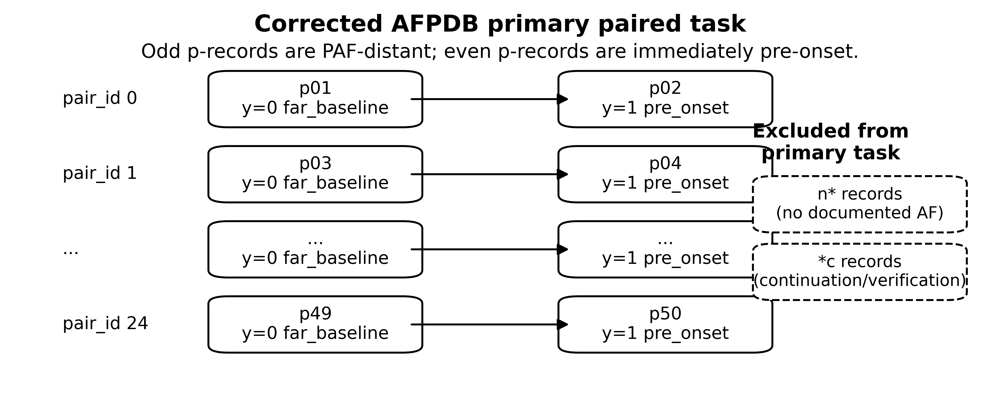 Corrected AFPDB primary paired task
Odd p-records are PAF-distant; even p-records are immediately pre-onset.
pair_id 0
p01
y=0 far_baseline
p02
y=1 pre_onset
pair_id 1
p03
y=0 far_baseline
p04
y=1 pre_onset
...
...
y=0 far_baseline
...
y=1 pre_onset
pair_id 24
p49
y=0 far_baseline
p50
y=1 pre_onset
Excluded from
primary task
n* records
(no documented AF)
*c records
(continuation/verification)